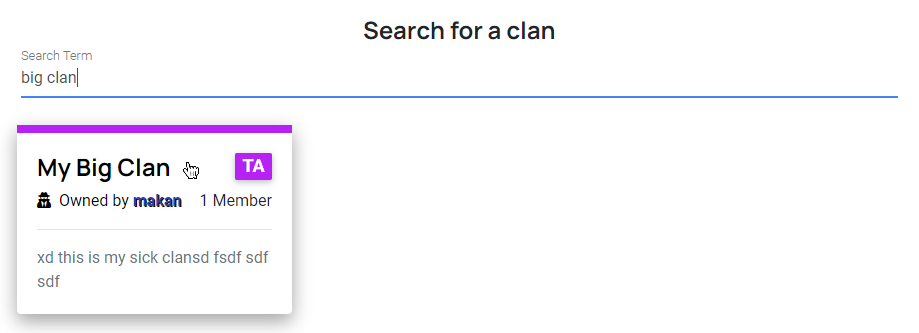 Search for a clan
Search Term
big clan
My Big Clan TA
Owned by makan 1 Member
xd this is my sick clansd fsdf sdf
sdf